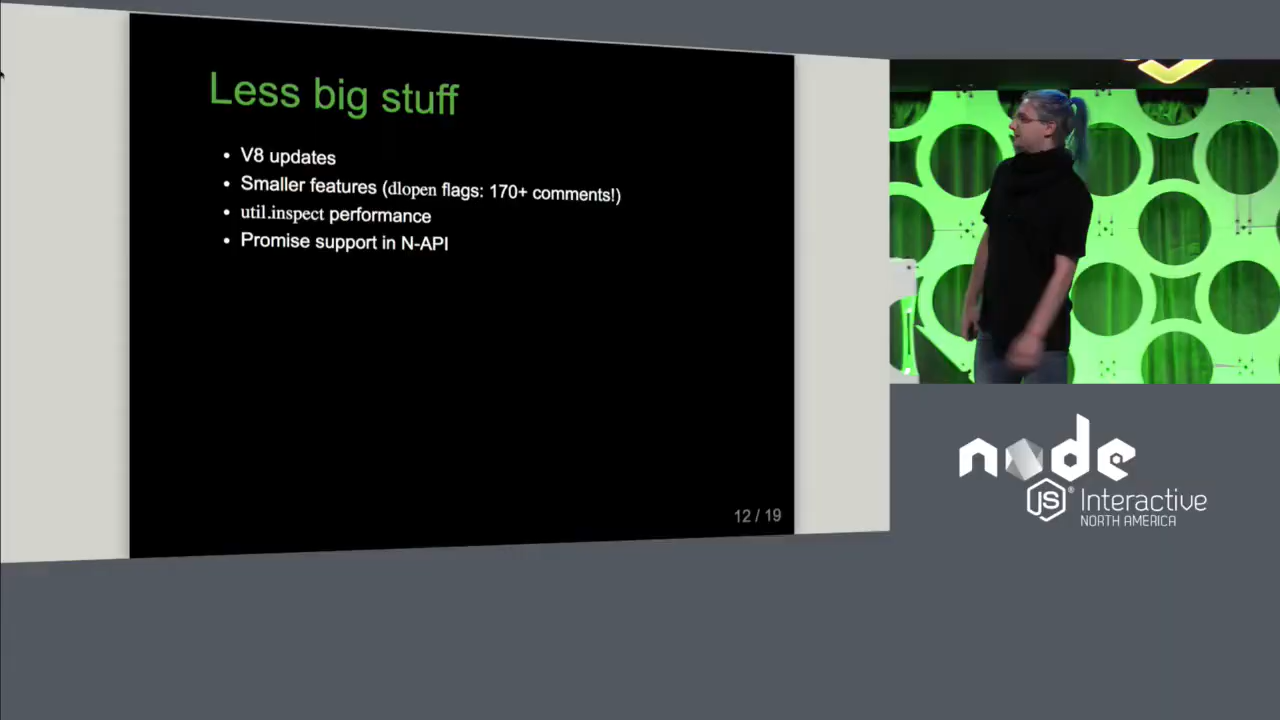 Less big stuff
• V8 updates
• Smaller features (dlopen flags: 170+ comments!)
• util.inspect performance
• Promise support in N-API
12 / 19
node
JS® Interactive
NORTH AMERICA